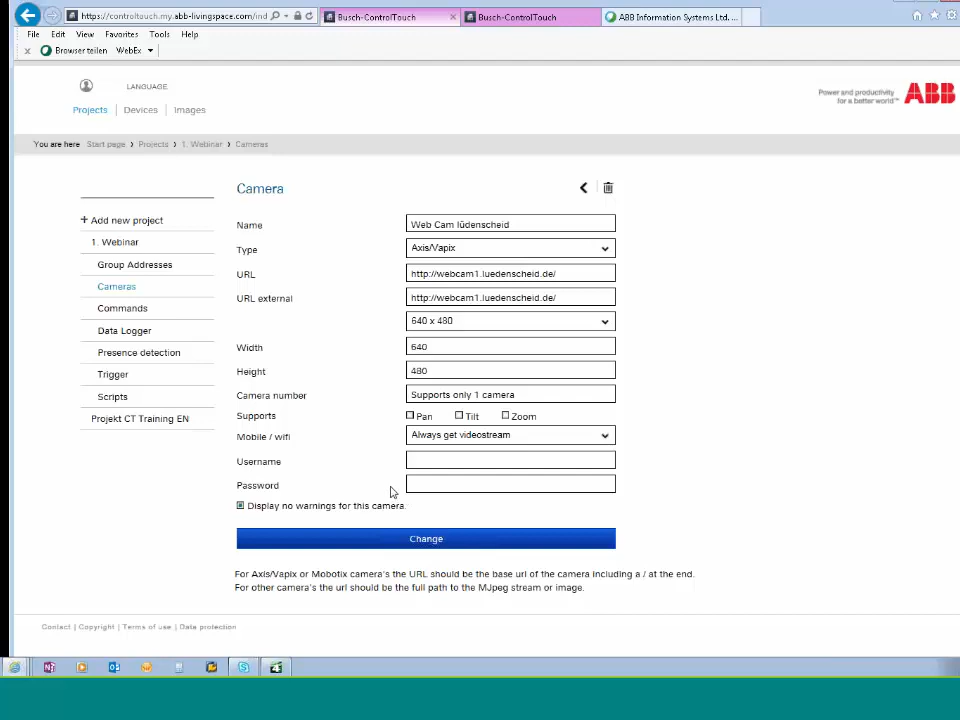 https://controltouch.my.abb-livingspace.com/ind
Busch-ControlTouch
Busch-ControlTouch
ABB Information Systems Ltd, ...
File Edit View Favorites Tools Help
x Browser teilen WebEx
LANGUAGE
Projects | Devices | Images
Power and productivity
for a better world™
ABB
You are here Start page > Projects > 1. Webinar > Cameras
+ Add new project
1. Webinar
Group Addresses
Cameras
Commands
Data Logger
Presence detection
Trigger
Scripts
Projekt CT Training EN
Camera
Name Web Cam lüdenscheid
Type Axis/Vapix
URL http://webcam1.luedenscheid.de/
URL external http://webcam1.luedenscheid.de/
640 x 480
Width 640
Height 480
Camera number Supports only 1 camera
Supports Pan Tilt Zoom
Mobile / wifi Always get videostream
Username
Password
Display no warnings for this camera.
Change
For Axis/Vapix or Mobotix camera's the URL should be the base url of the camera including a / at the end.
For other camera's the url should be the full path to the MJpeg stream or image.
Contact | Copyright | Terms of use | Data protection